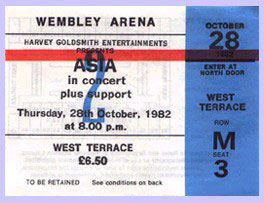 WEMBLEY ARENA
HARVEY GOLDSMITH ENTERTAINMENTS
PRESENTS
ASIA
in concert
plus support
Thursday, 28th October, 1982
at 8.00 p.m.
WEST TERRACE
£6.50
TO BE RETAINED See conditions on back
OCTOBER
28
1982
ENTER AT
NORTH DOOR
WEST
TERRACE
ROW
M
SEAT
3